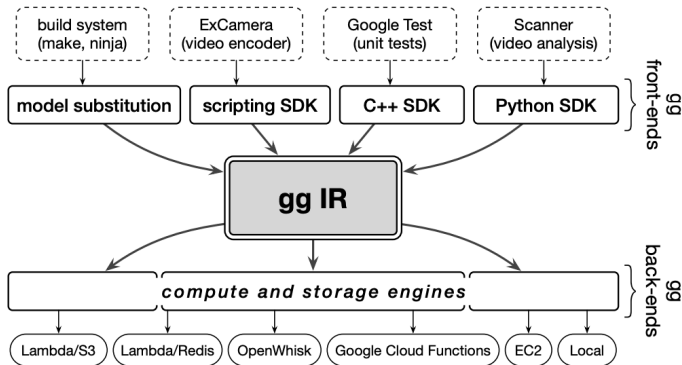 build system
(make, ninja)
ExCamera
(video encoder)
Google Test
(unit tests)
Scanner
(video analysis)
model substitution
scripting SDK
C++ SDK
Python SDK
gg
front-ends
gg IR
compute and storage engines
gg
back-ends
Lambda/S3
Lambda/Redis
OpenWhisk
Google Cloud Functions
EC2
Local